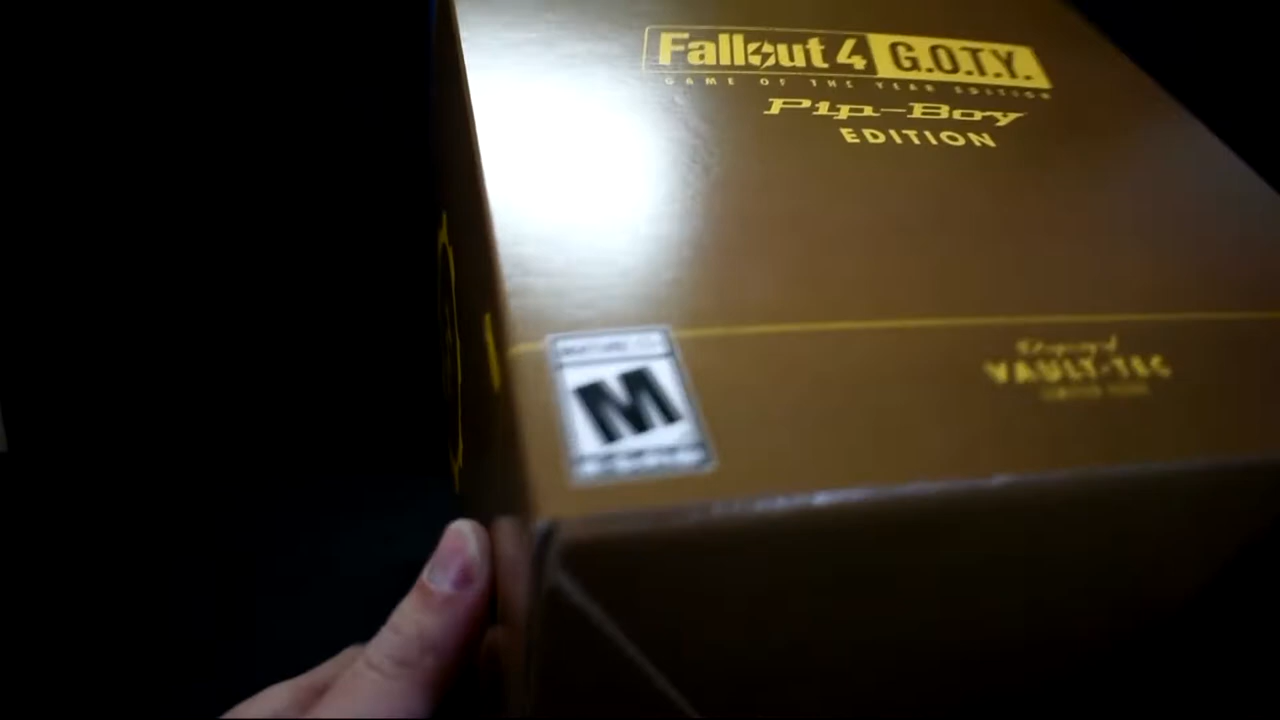 Fallout 4 G.O.T.Y.
GAME OF THE YEAR EDITION
Pip-Boy
EDITION
M
VAULT-TEC